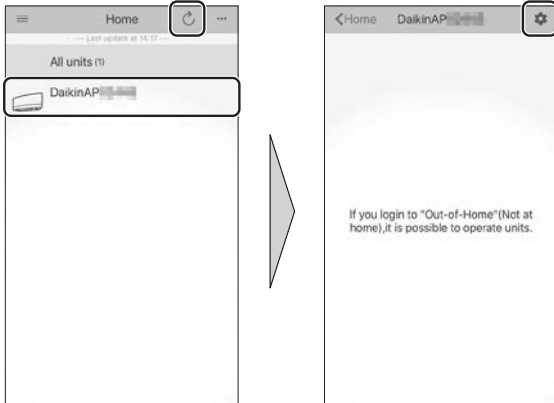 Home
Last update at 14:17
All units (1)
DaikinAP
Home DaikinAP
If you login to "Out-of-Home"(Not at
home),it is possible to operate units.